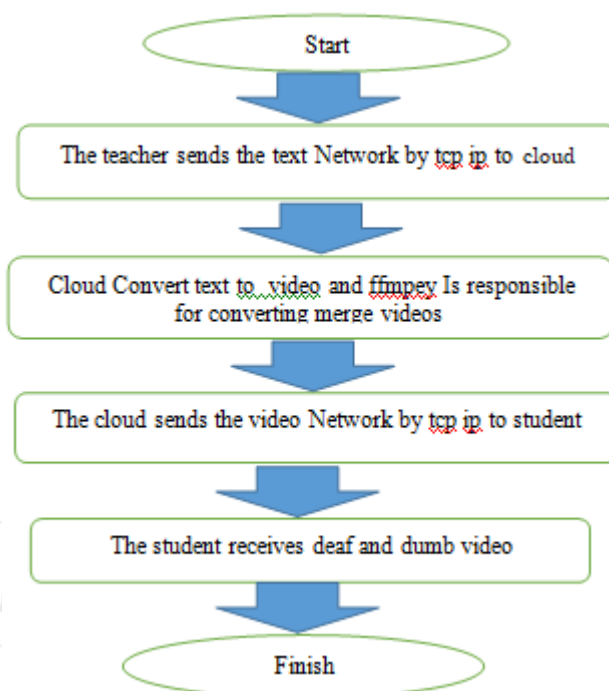 Start
The teacher sends the text Network by tcp ip to cloud
Cloud Convert text to video and ffmpey Is responsible
for converting merge videos
The cloud sends the video Network by tcp ip to student
The student receives deaf and dumb video
Finish